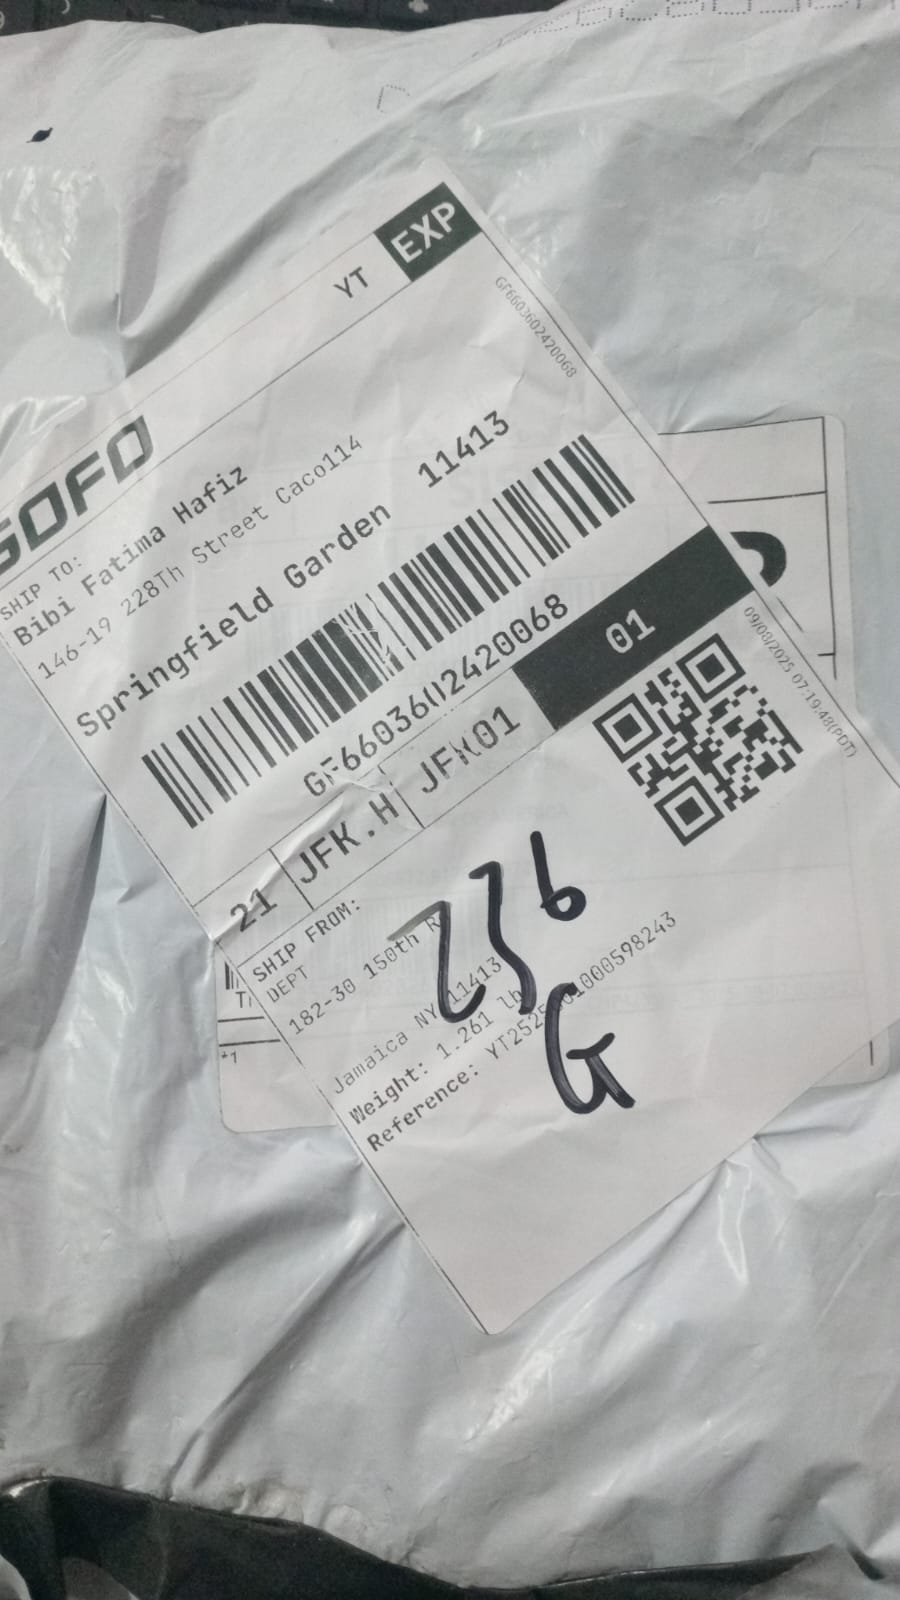 YT EXP
GF6603602420068
SHIP TO:
Bibi Fatima Hafiz
146-19 228Th Street Caco114
Springfield Garden 11413
GF6603602420068
21 JFK.H JFK01 01
09/08/2025 07:19:48(PDT)
SHIP FROM:
DEPT
182-30 150th
Jamaica NY 11413
Weight: 1.261 lb
Reference:
236
G
*1